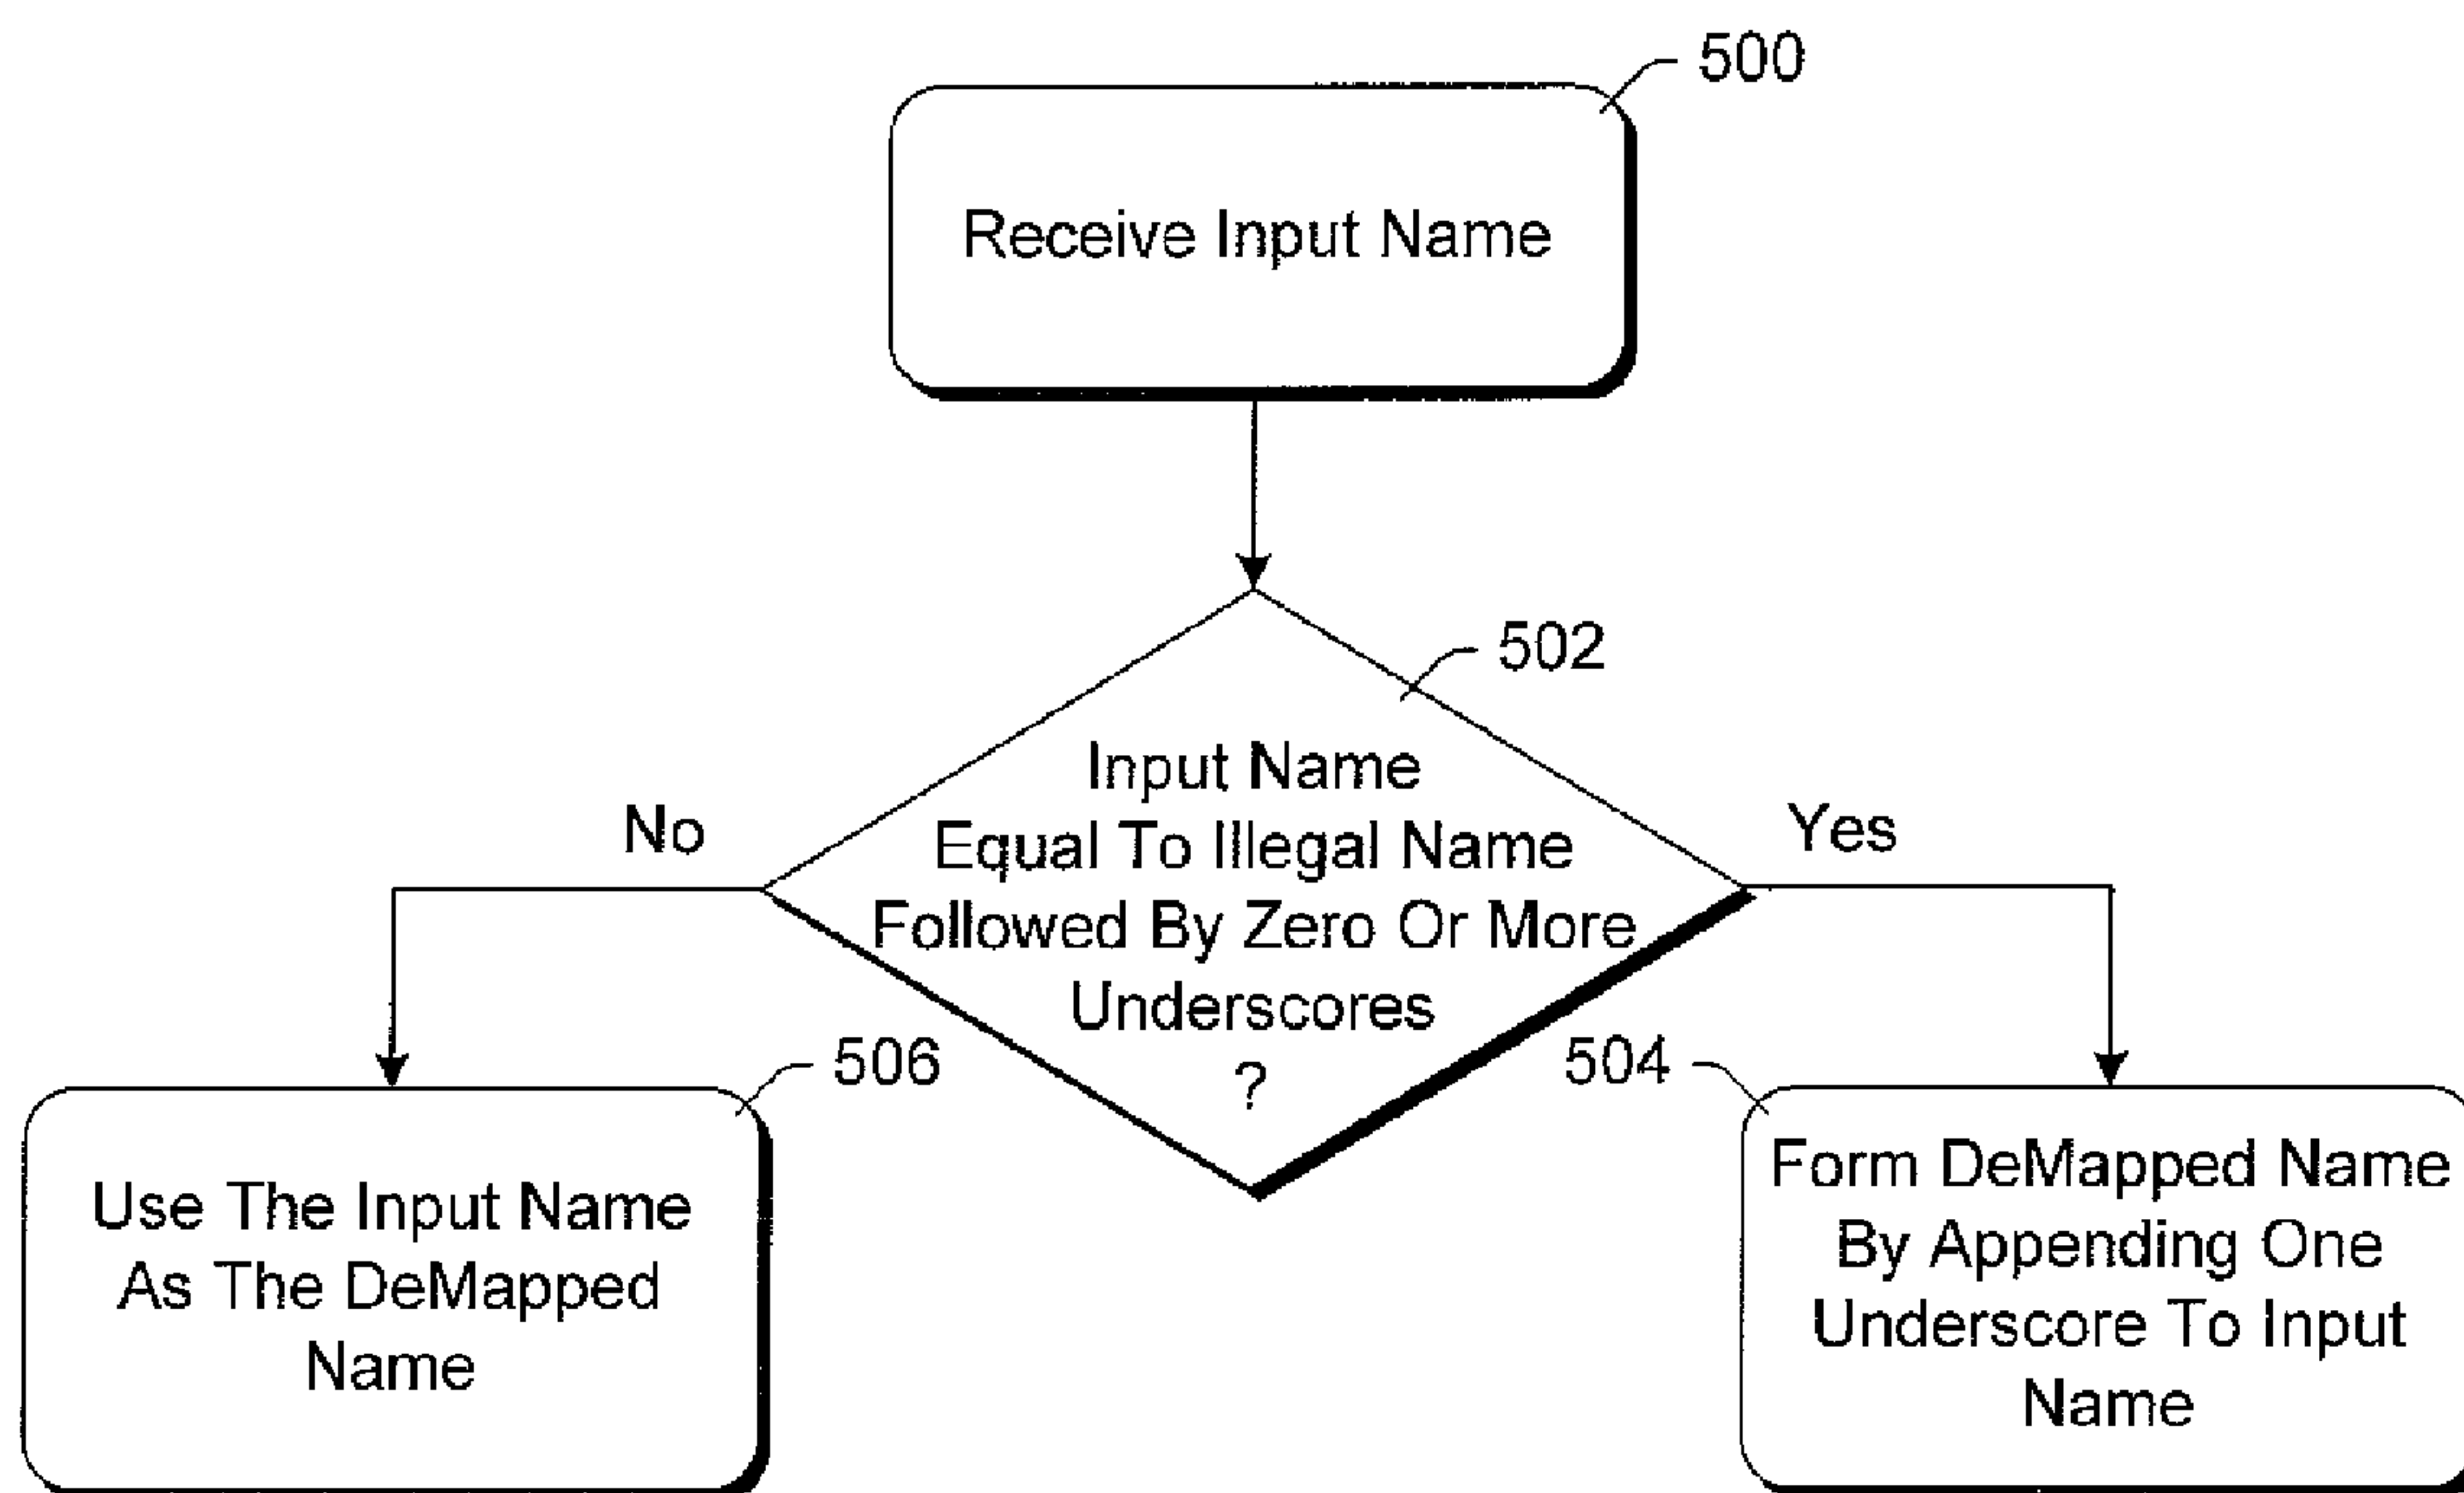 500
Receive Input Name
502
Input Name
Equal To Illegal Name
Followed By Zero Or More
Underscores
?
No
Yes
506
Use The Input Name
As The DeMapped
Name
504
Form DeMapped Name
By Appending One
Underscore To Input
Name